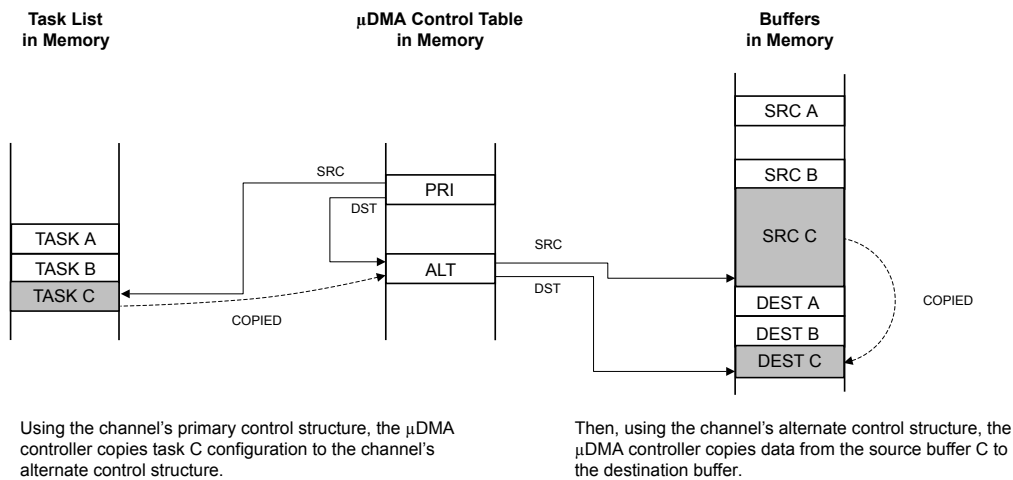 Task List
in Memory
μDMA Control Table
in Memory
Buffers
in Memory
SRC A
SRC B
SRC C
DEST A
DEST B
DEST C
COPIED
SRC
PRI
DST
ALT
SRC
DST
TASK A
TASK B
TASK C
COPIED
Using the channel's primary control structure, the μDMA
controller copies task C configuration to the channel's
alternate control structure.
Then, using the channel's alternate control structure, the
μDMA controller copies data from the source buffer C to
the destination buffer.